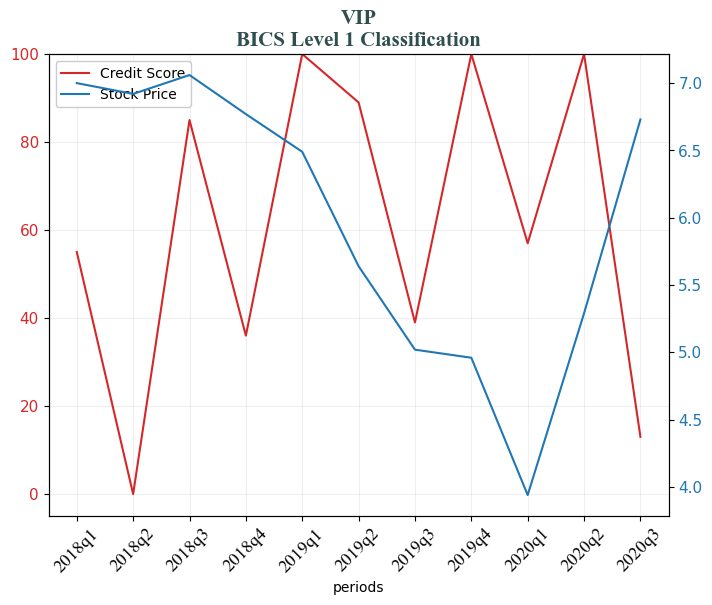 VIP
BICS Level 1 Classification
Credit Score
Stock Price
100
80
60
40
20
0
7.0
6.5
6.0
5.5
5.0
4.5
4.0
2018q1 2018q2 2018q3 2018q4 2019q1 2019q2 2019q3 2019q4 2020q1 2020q2 2020q3
periods